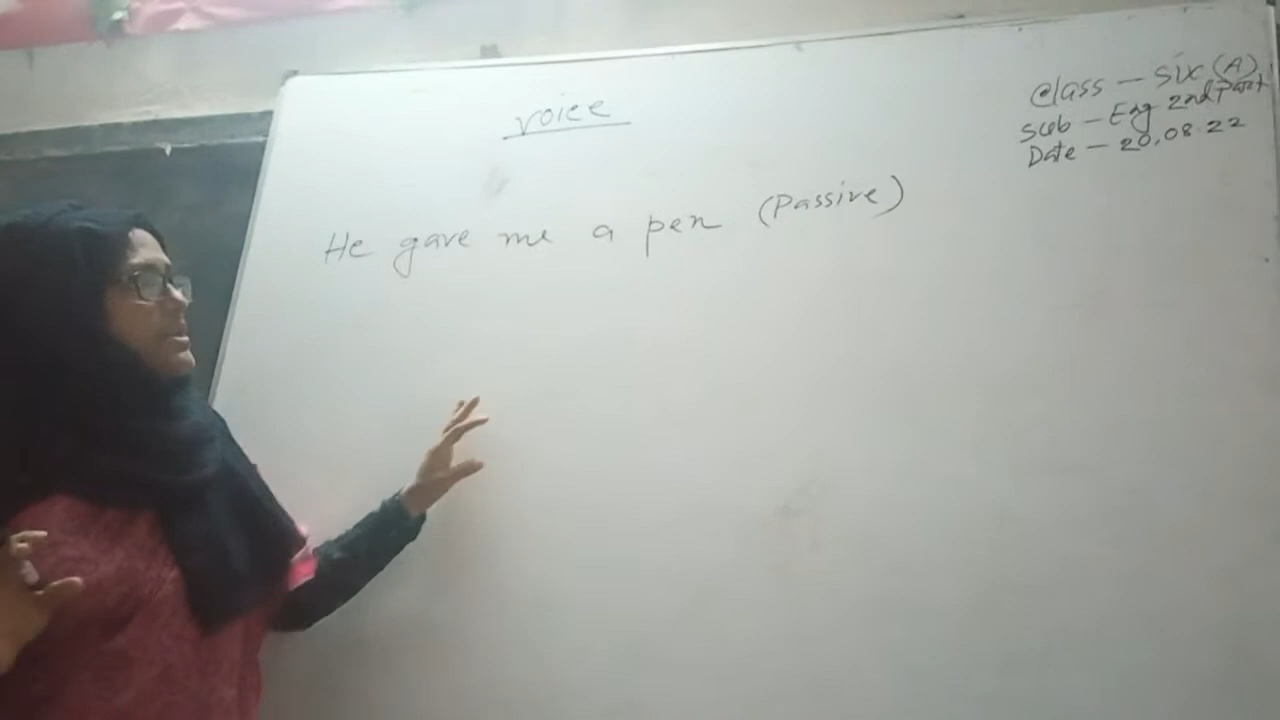 voice
Class - Six (A)
Sub - Eng 2nd Part
Date - 20.08.22
He gave me a pen (Passive)